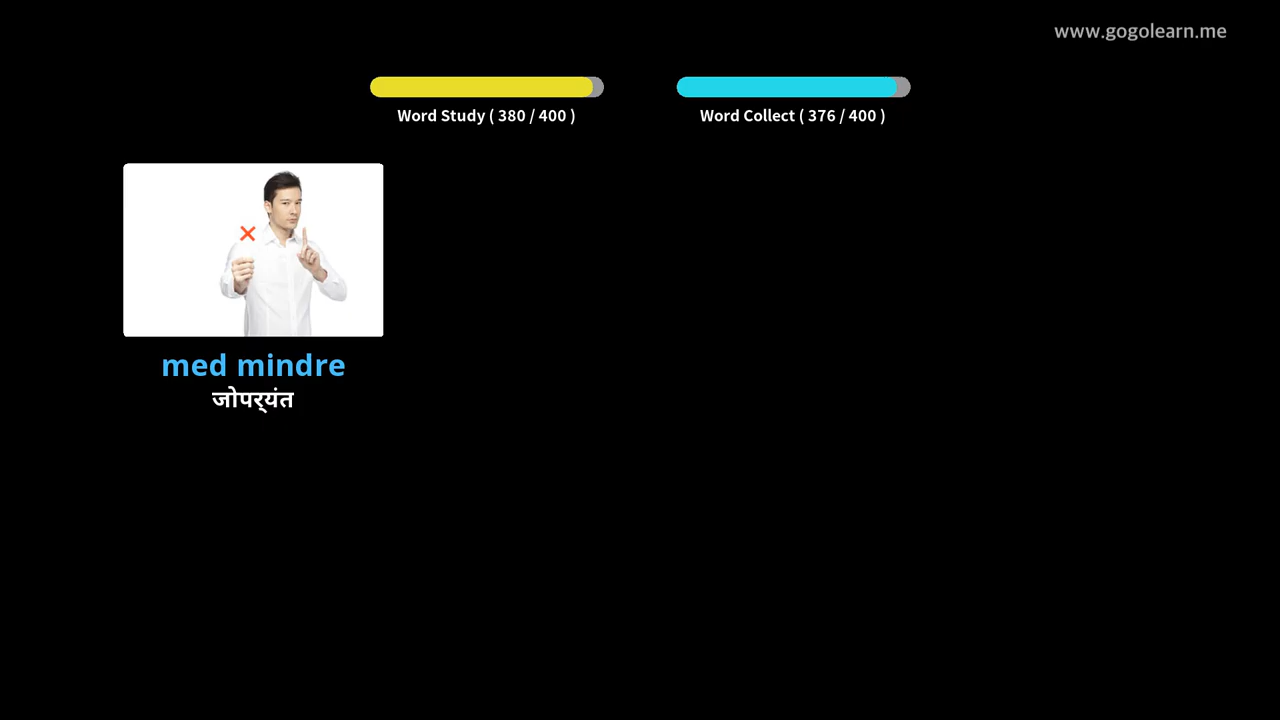 www.gogolearn.me
Word Study ( 380 / 400 )
Word Collect ( 376 / 400 )
med mindre
जोपर्यंत